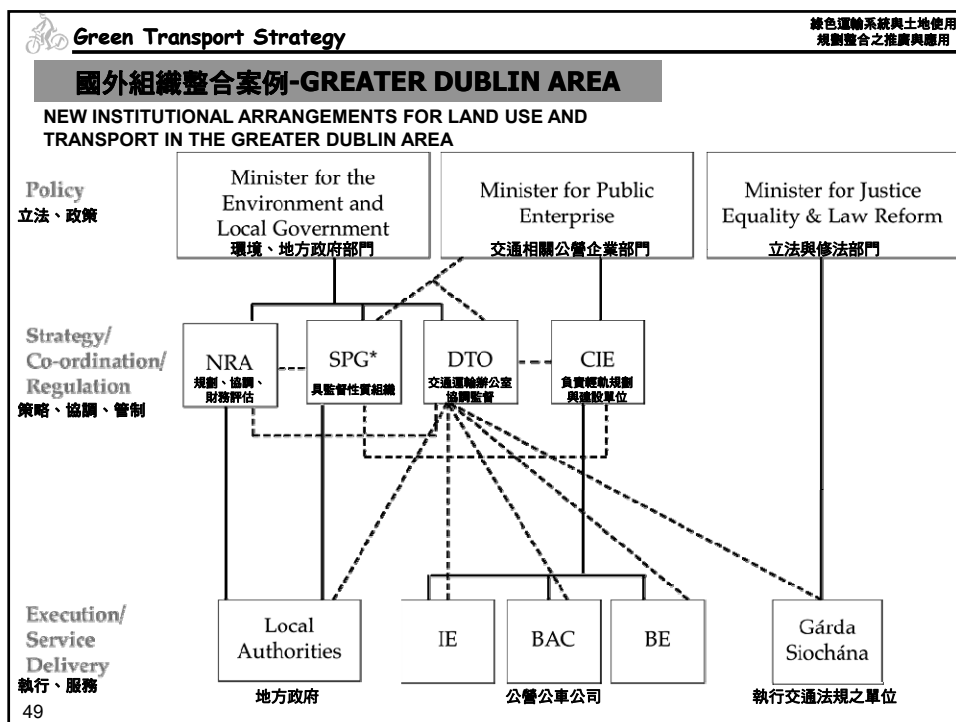 Green Transport Strategy
綠色運輸系統與土地使用
規劃整合之推廣與應用
國外組織整合案例-GREATER DUBLIN AREA
NEW INSTITUTIONAL ARRANGEMENTS FOR LAND USE AND
TRANSPORT IN THE GREATER DUBLIN AREA
Policy
立法、政策
Minister for the
Environment and
Local Government
環境、地方政府部門
Minister for Public
Enterprise
交通相關公營企業部門
Minister for Justice
Equality & Law Reform
立法與修法部門
Strategy/
Co-ordination/
Regulation
策略、協調、管制
NRA
規劃、協調、
財務評估
SPG*
具監督性質組織
DTO
交通運輸辦公室
協調監督
CIE
負責輕軌規劃
與建設單位
Execution/
Service
Delivery
執行、服務
Local
Authorities
地方政府
IE
BAC
BE
公營公車公司
Gárda
Siochána
執行交通法規之單位
49